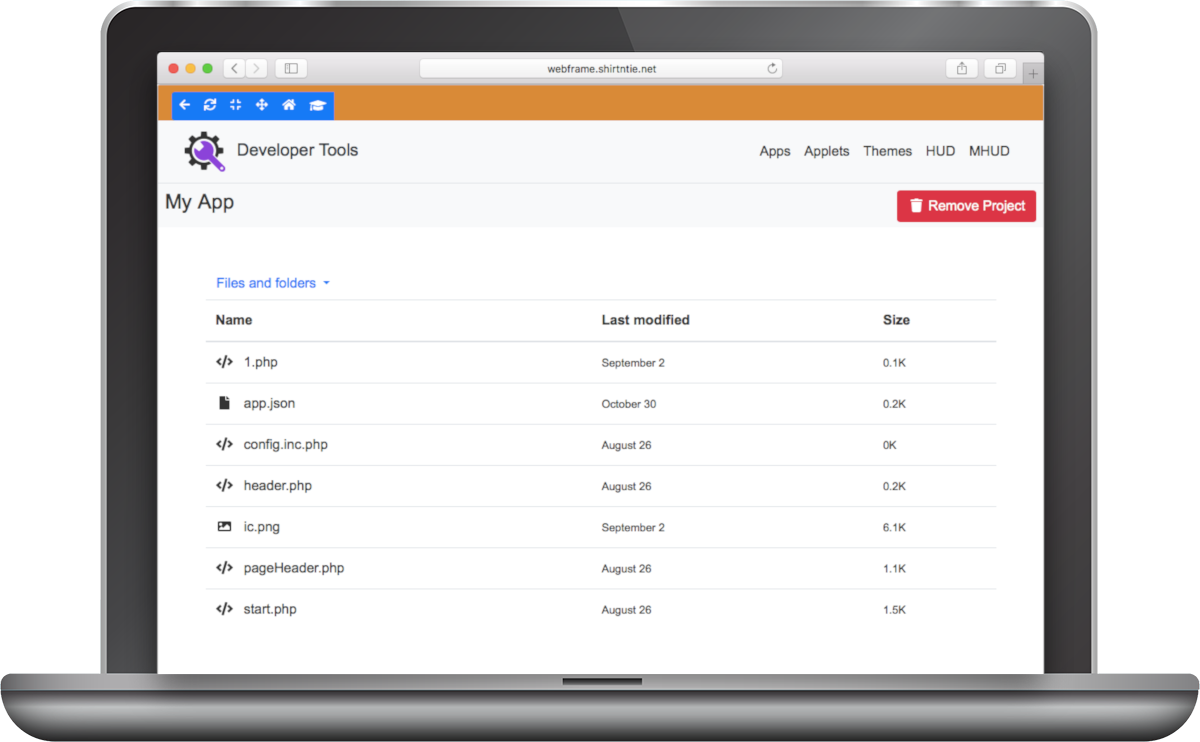 webframe.shirtntie.net
Developer Tools Apps Applets Themes HUD MHUD
My App Remove Project
Files and folders
Name Last modified Size
1.php September 2 0.1K
app.json October 30 0.2K
config.inc.php August 26 0K
header.php August 26 0.2K
ic.png September 2 6.1K
pageHeader.php August 26 1.1K
start.php August 26 1.5K